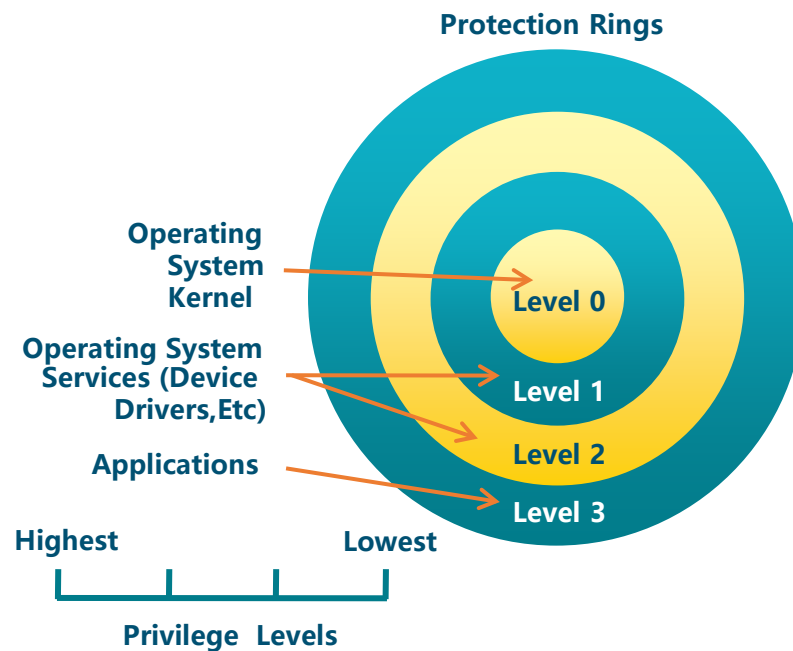 Protection Rings
Operating
System
Kernel
Level 0
Operating System
Services (Device
Drivers,Etc)
Level 1
Level 2
Applications
Level 3
Highest
Lowest
Privilege Levels